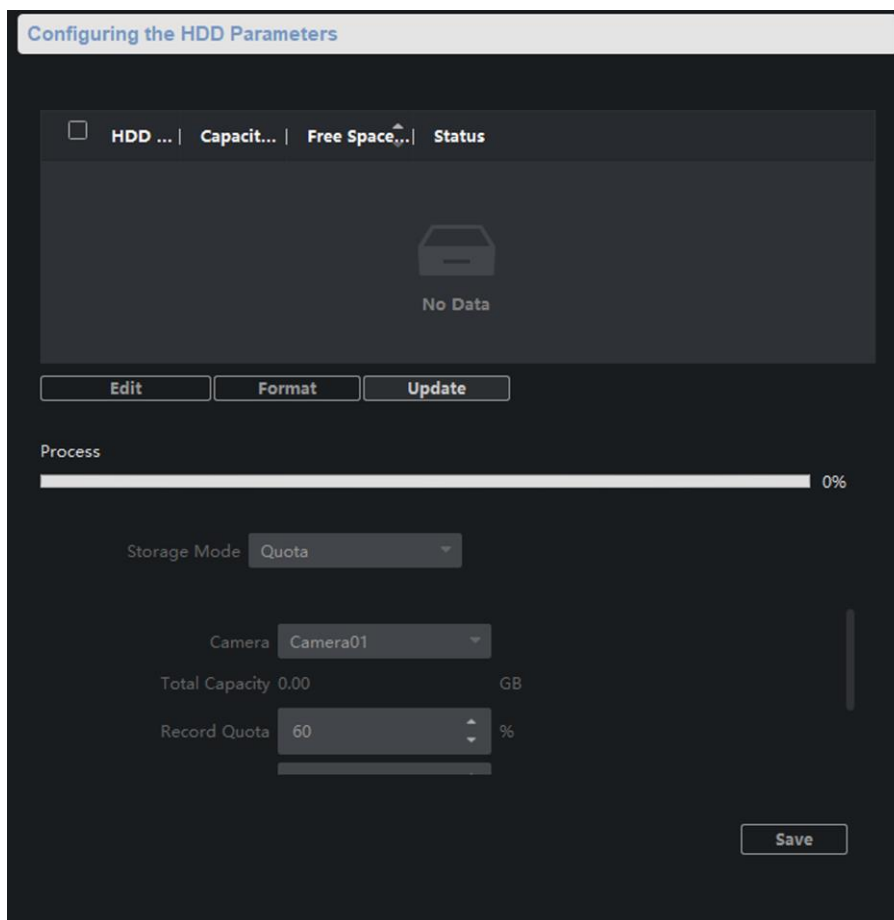 Configuring the HDD Parameters
HDD ... | Capacit... | Free Space... | Status
No Data
Edit Format Update
Process
0%
Storage Mode Quota
Camera Camera01
Total Capacity 0.00 GB
Record Quota 60 %
Save